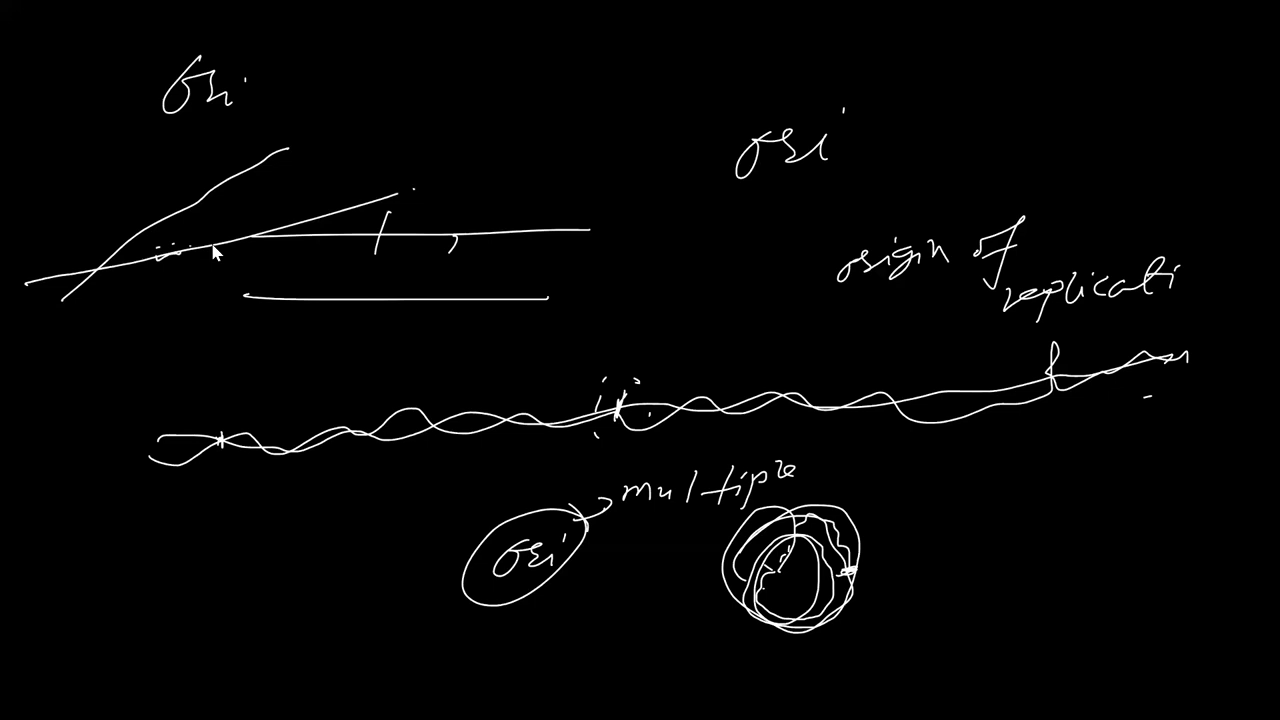 ori
ori
origin of
replicati
multiple
ori